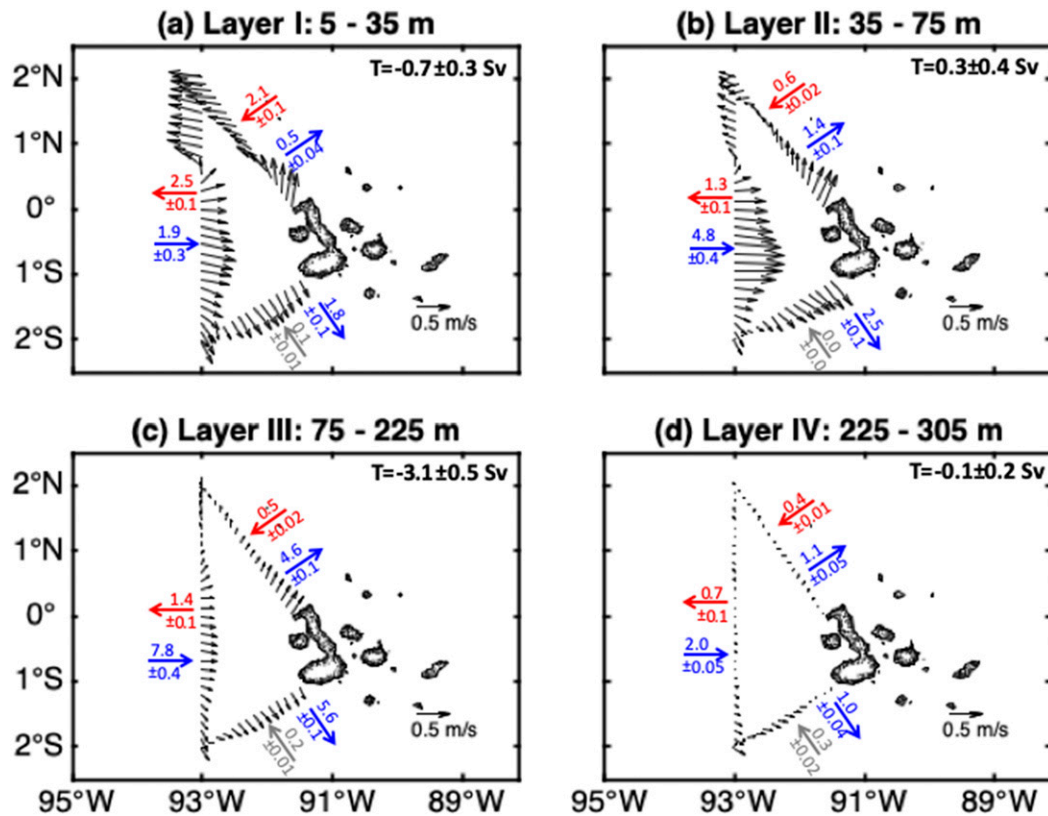 (a) Layer I: 5 - 35 m
T=-0.7±0.3 Sv
2°N
1°N
0°
1°S
2°S
2.1
±0.1
0.5
±0.04
2.5
±0.1
1.9
±0.3
1.8
±0.1
0.1
±0.01
0.5 m/s
(b) Layer II: 35 - 75 m
T=0.3±0.4 Sv
0.6
±0.02
1.4
±0.1
1.3
±0.1
4.8
±0.4
2.5
±0.1
0.0
±0.0
0.5 m/s
(c) Layer III: 75 - 225 m
T=-3.1±0.5 Sv
2°N
1°N
0°
1°S
2°S
0.5
±0.02
4.6
±0.1
1.4
±0.1
7.8
±0.4
5.6
±0.1
0.2
±0.01
0.5 m/s
95°W
93°W
91°W
89°W
(d) Layer IV: 225 - 305 m
T=-0.1±0.2 Sv
0.4
±0.01
1.1
±0.05
0.7
±0.1
2.0
±0.05
1.0
±0.04
0.3
±0.02
0.5 m/s
95°W
93°W
91°W
89°W